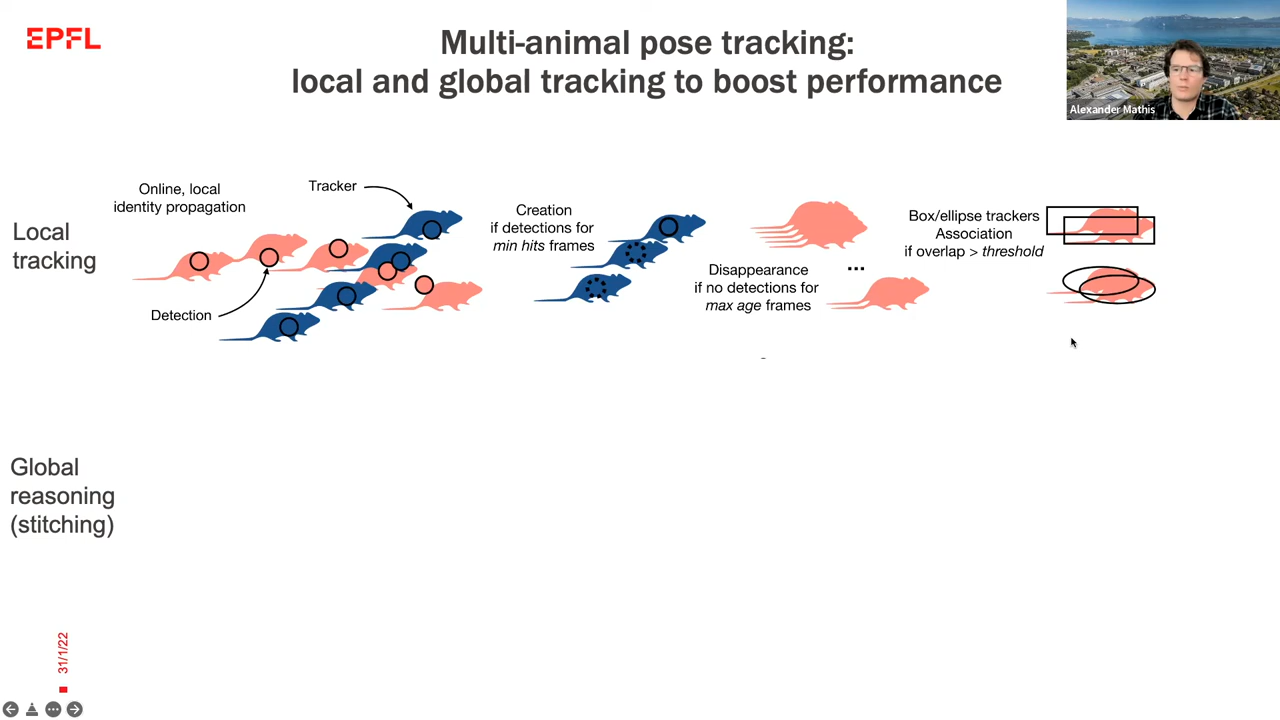 EPFL
Multi-animal pose tracking:
local and global tracking to boost performance
Alexander Mathis
Local
tracking
Online, local
identity propagation
Tracker
Detection
Creation
if detections for
min hits frames
Disappearance
if no detections for
max age frames
...
Box/ellipse trackers
Association
if overlap > threshold
Global
reasoning
(stitching)
31/1/22